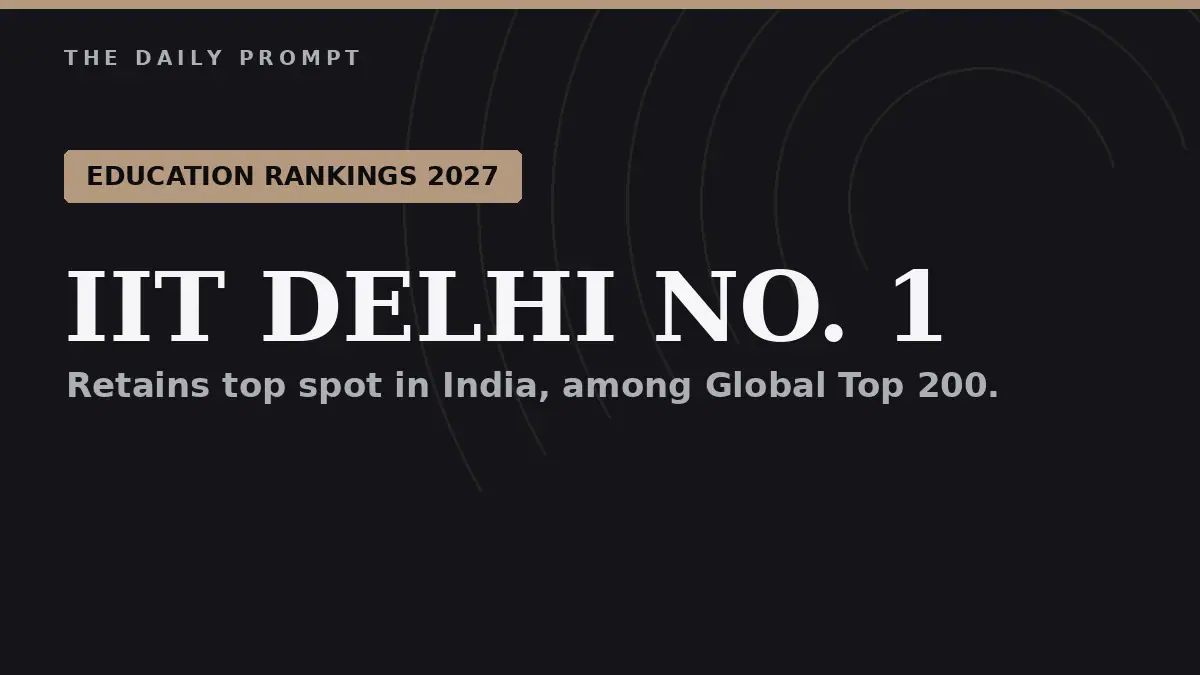 THE DAILY PROMPT
EDUCATION RANKINGS 2027
IIT DELHI NO. 1
Retains top spot in India, among Global Top 200.